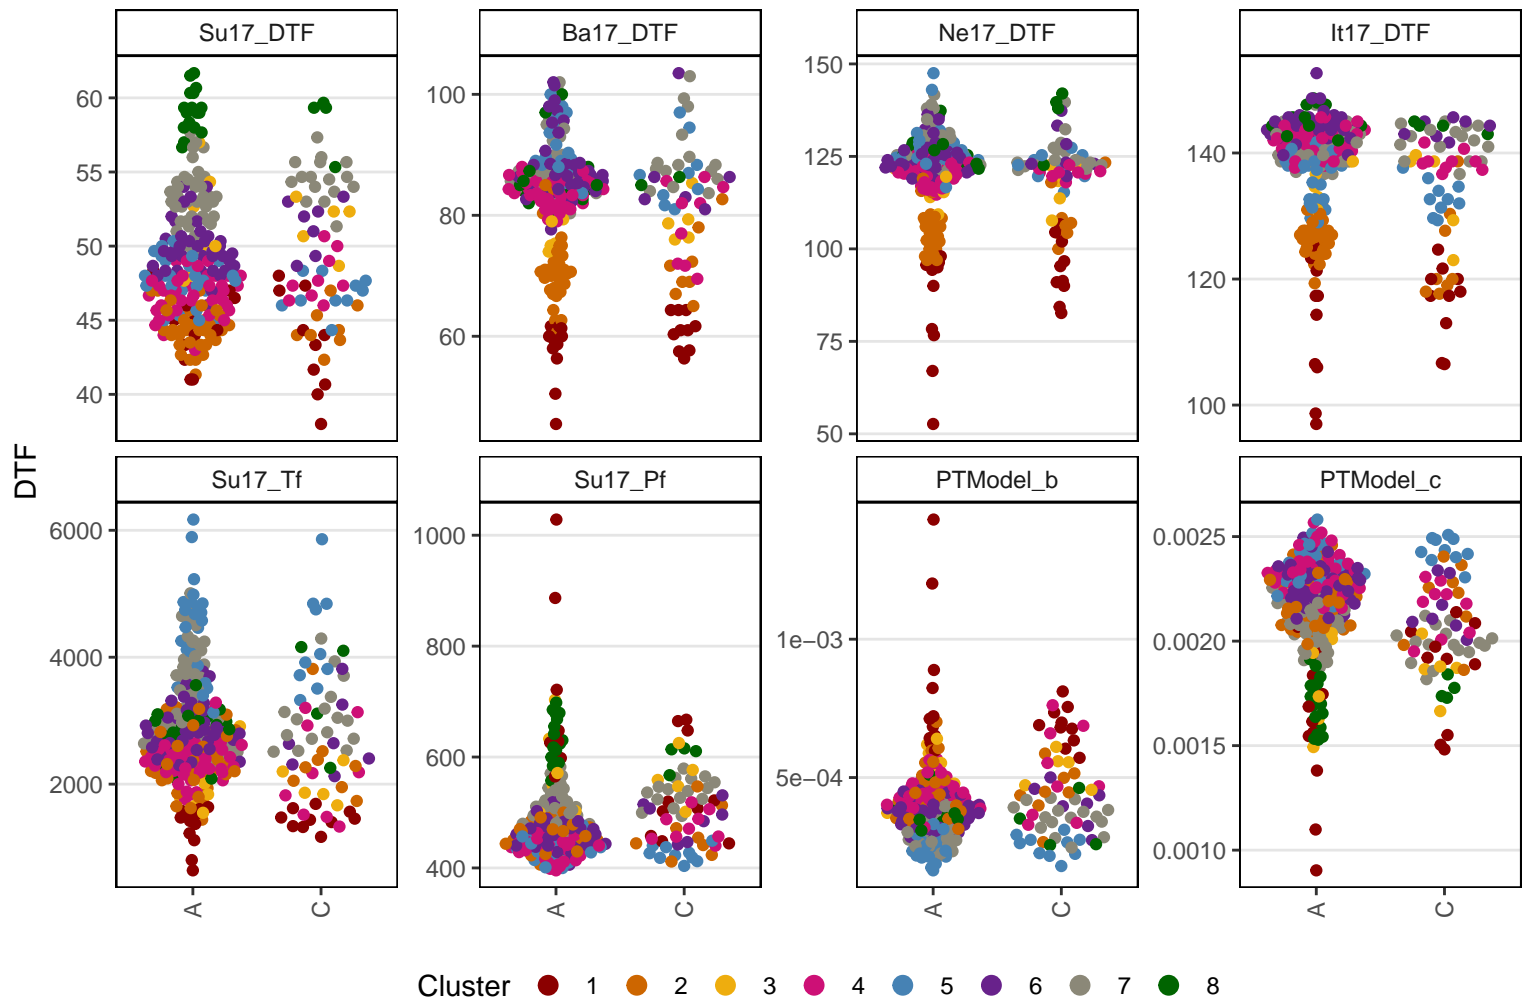 Su17_DTF Ba17_DTF Ne17_DTF It17_DTF
60 55 50 45 40
100 80 60
150 125 100 75 50
140 120 100
DTF
Su17_Tf Su17_Pf PTModel_b PTModel_c
6000 4000 2000
1000 800 600 400
1e−03 5e−04
0.0025 0.0020 0.0015 0.0010
A C A C A C A C
Cluster 1 2 3 4 5 6 7 8